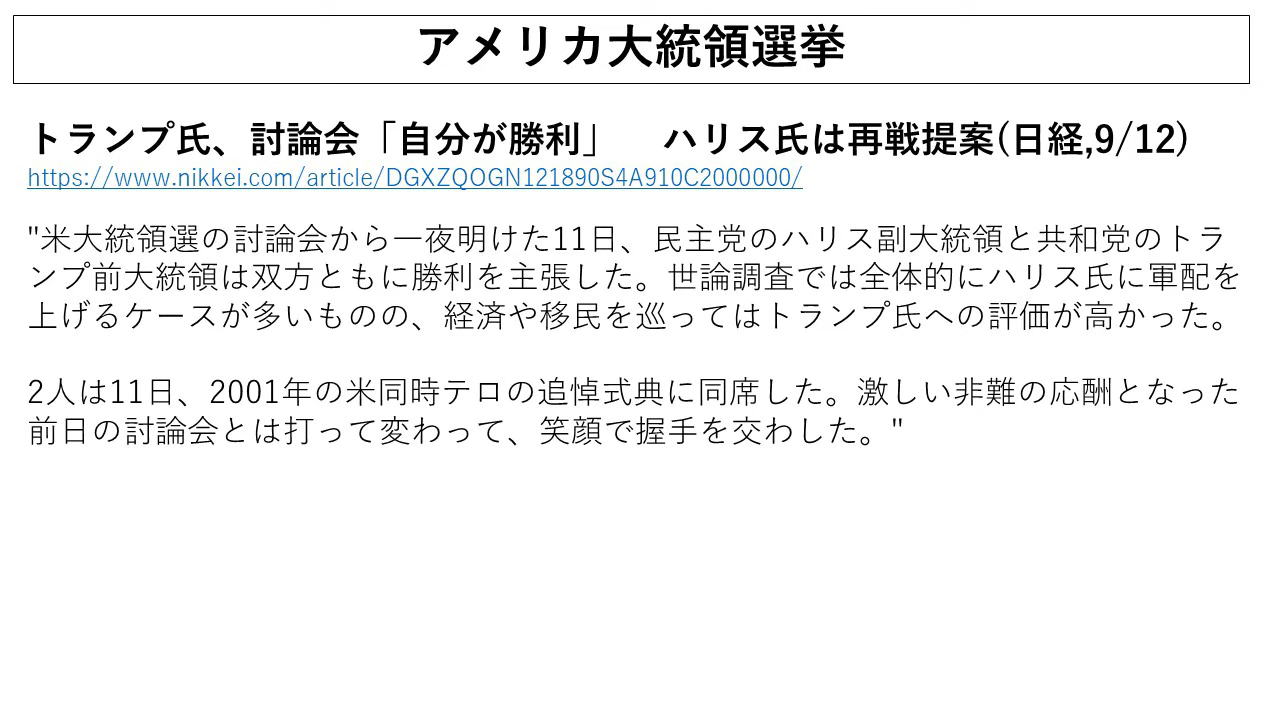 アメリカ大統領選挙
トランプ氏、討論会「自分が勝利」　ハリス氏は再戦提案(日経,9/12)
https://www.nikkei.com/article/DGXZQOGN121890S4A910C2000000/
"米大統領選の討論会から一夜明けた11日、民主党のハリス副大統領と共和党のトラ
ンプ前大統領は双方ともに勝利を主張した。世論調査では全体的にハリス氏に軍配を
上げるケースが多いものの、経済や移民を巡ってはトランプ氏への評価が高かった。
2人は11日、2001年の米同時テロの追悼式典に同席した。激しい非難の応酬となった
前日の討論会とは打って変わって、笑顔で握手を交わした。"